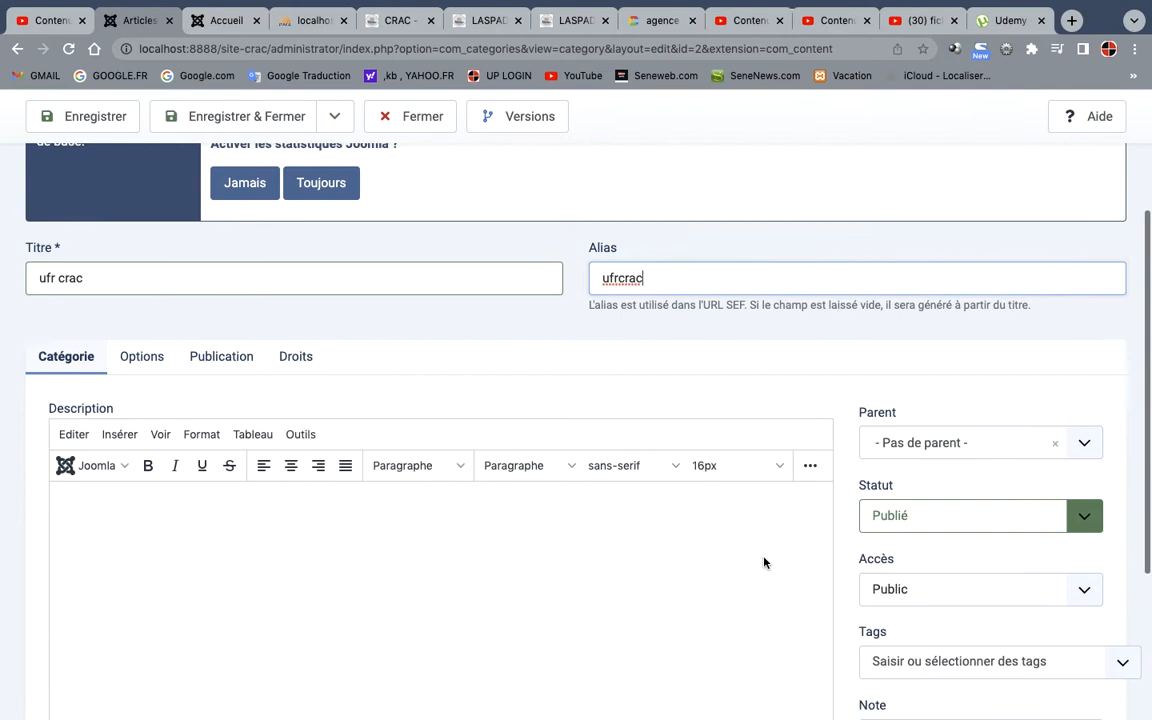 Contenu Articles Accueil localhos CRAC - LASPAD LASPAD agence Contenu Contenu (30) fic Udemy
localhost:8888/site-crac/administrator/index.php?option=com_categories&view=category&layout=edit&id=2&extension=com_content
New
GMAIL GOOGLE.FR Google.com Google Traduction ,kb , YAHOO.FR UP LOGIN YouTube Seneweb.com SeneNews.com Vacation iCloud - Localiser... »
Enregistrer Enregistrer & Fermer Fermer Versions ? Aide
de base. Activer les statistiques Joomla ?
Jamais Toujours
Titre * Alias
ufr crac ufrcrac
L'alias est utilisé dans l'URL SEF. Si le champ est laissé vide, il sera généré à partir du titre.
Catégorie Options Publication Droits
Description Parent
Editer Insérer Voir Format Tableau Outils - Pas de parent - ×
Joomla B I U S Paragraphe Paragraphe sans-serif 16px ...
Statut
Publié
Accès
Public
Tags
Saisir ou sélectionner des tags
Note